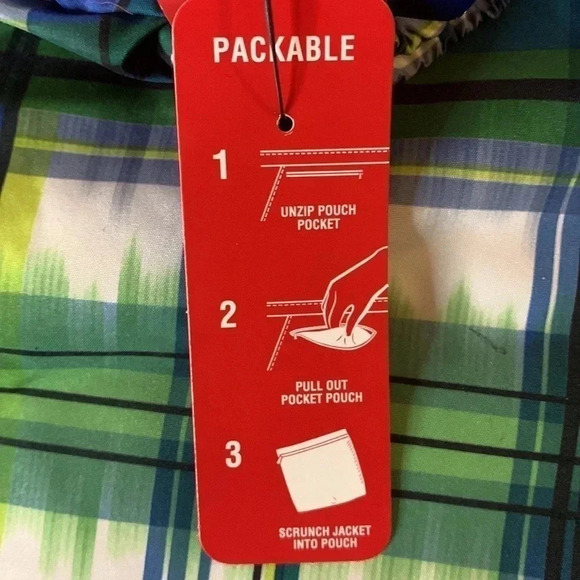 PACKABLE
1
UNZIP POUCH
POCKET
2
PULL OUT
POCKET POUCH
3
SCRUNCH JACKET
INTO POUCH